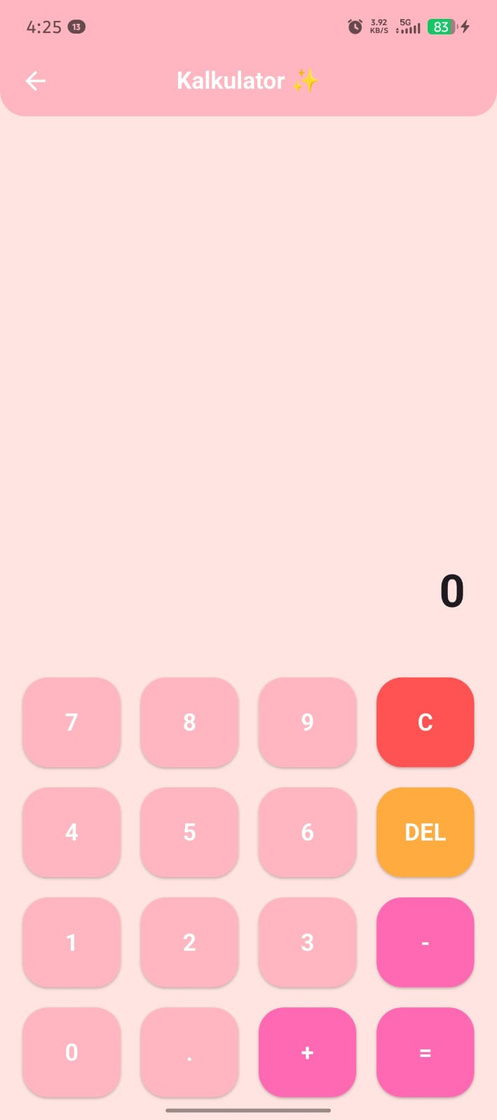 4:25 13 3.92 KB/S 5G 83
Kalkulator ✨
0
7 8 9 C
4 5 6 DEL
1 2 3 -
0 . + =